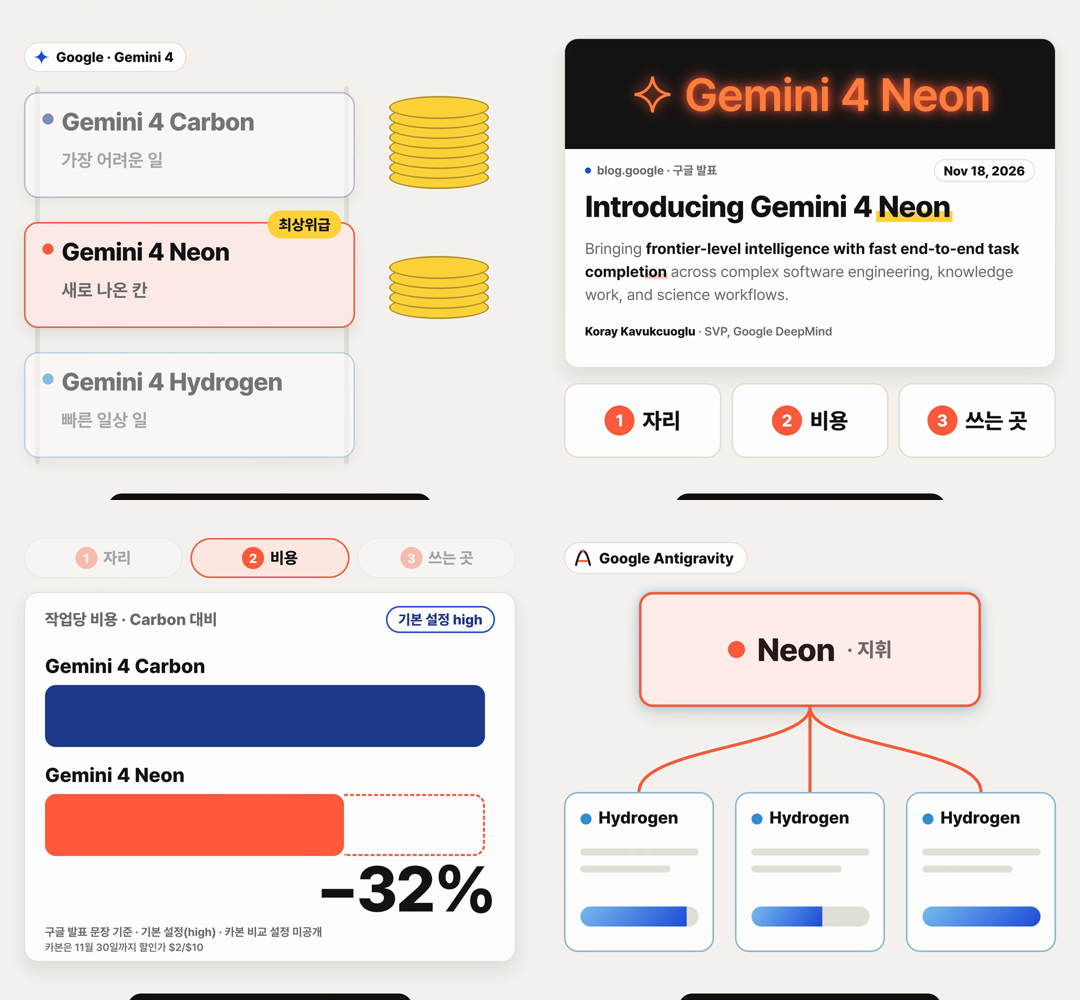 Google · Gemini 4
Gemini 4 Carbon
가장 어려운 일
최상위급
Gemini 4 Neon
새로 나온 칸
Gemini 4 Hydrogen
빠른 일상 일
Gemini 4 Neon
blog.google · 구글 발표
Nov 18, 2026
Introducing Gemini 4 Neon
Bringing frontier-level intelligence with fast end-to-end task
completion across complex software engineering, knowledge
work, and science workflows.
Koray Kavukcuoglu · SVP, Google DeepMind
1 자리
2 비용
3 쓰는 곳
1 자리
2 비용
3 쓰는 곳
작업당 비용 · Carbon 대비
기본 설정 high
Gemini 4 Carbon
Gemini 4 Neon
−32%
구글 발표 문장 기준 · 기본 설정(high) · 카본 비교 설정 미공개
카본은 11월 30일까지 할인가 $2/$10
Google Antigravity
Neon · 지휘
Hydrogen
Hydrogen
Hydrogen